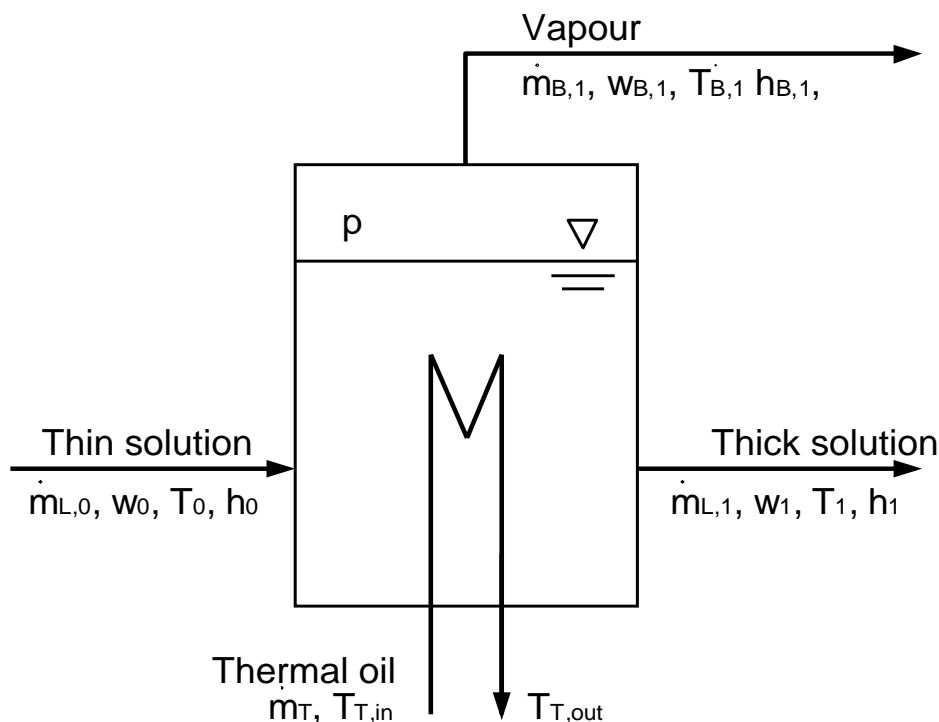 Vapour
ṁB,1, wB,1, ṪB,1 hB,1,
p
Thin solution
ṁL,0, w0, T0, h0
Thick solution
ṁL,1, w1, T1, h1
Thermal oil
ṁT, TT,in
TT,out